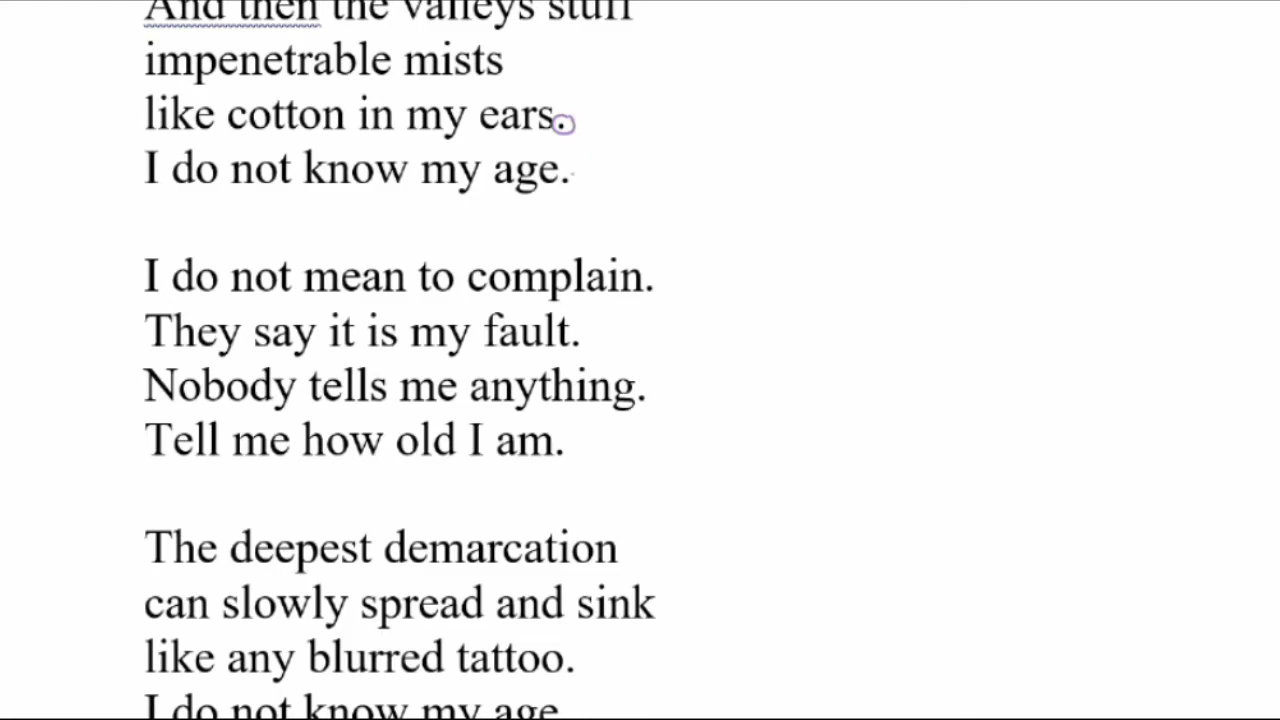 And then the valleys stuff
impenetrable mists
like cotton in my ears.
I do not know my age.
I do not mean to complain.
They say it is my fault.
Nobody tells me anything.
Tell me how old I am.
The deepest demarcation
can slowly spread and sink
like any blurred tattoo.
I do not know my age